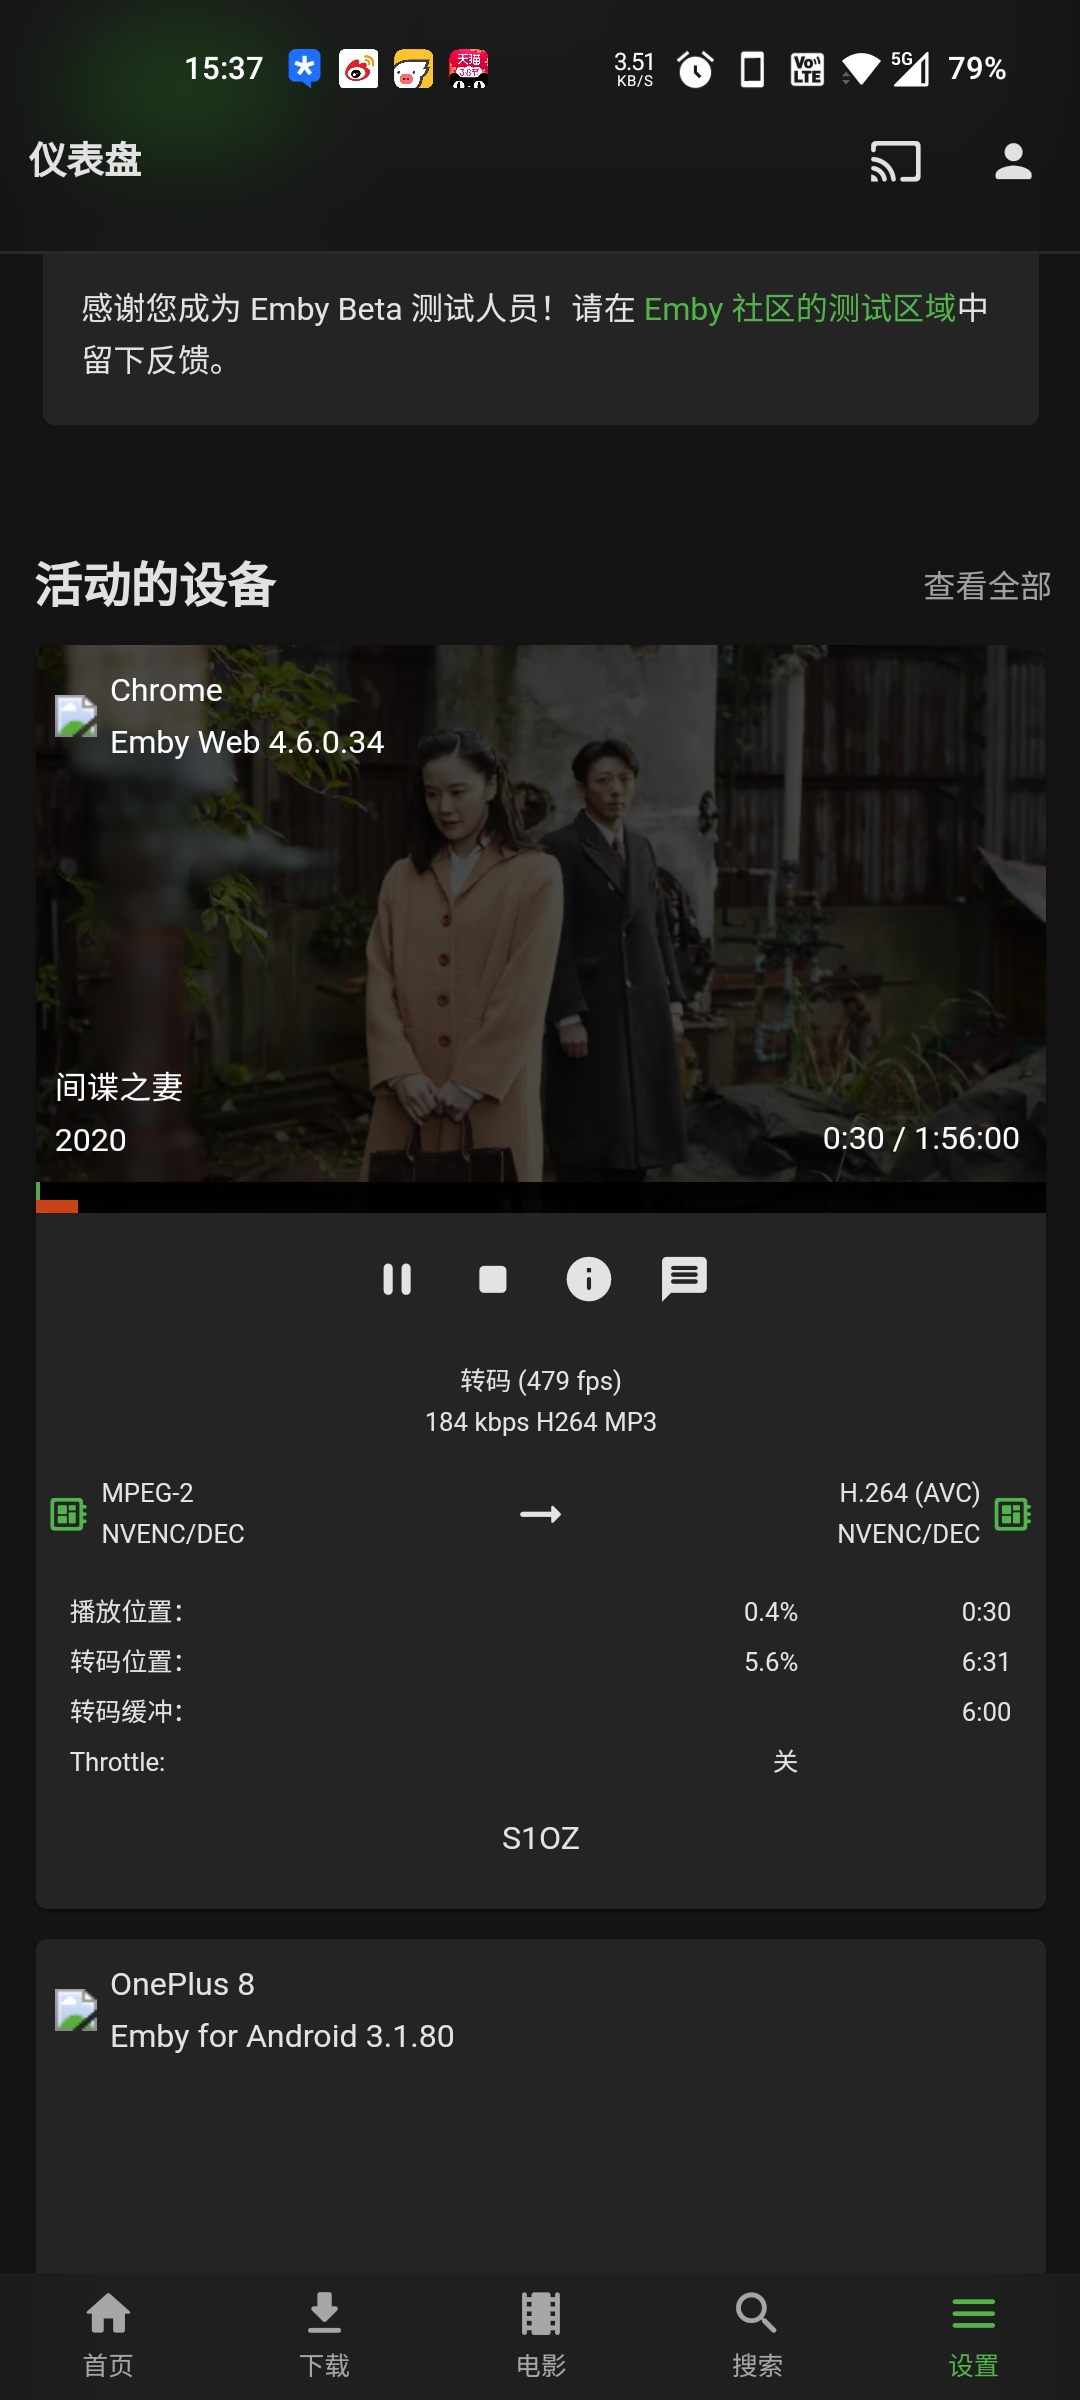 15:37
天猫
3.51
KB/S
Vo
LTE
5G
79%
仪表盘
感谢您成为 Emby Beta 测试人员！请在 Emby 社区的测试区域中
留下反馈。
活动的设备
查看全部
Chrome
Emby Web 4.6.0.34
间谍之妻
2020
0:30 / 1:56:00
转码 (479 fps)
184 kbps H264 MP3
MPEG-2
NVENC/DEC
H.264 (AVC)
NVENC/DEC
播放位置： 0.4% 0:30
转码位置： 5.6% 6:31
转码缓冲： 6:00
Throttle: 关
S1OZ
OnePlus 8
Emby for Android 3.1.80
首页
下载
电影
搜索
设置